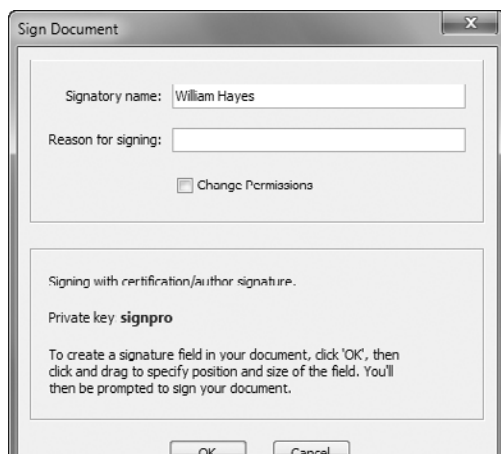 Sign Document
X
Signatory name: William Hayes
Reason for signing:
Change Permissions
Signing with certification/author signature.
Private key signpro
To create a signature field in your document, click 'OK', then
click and drag to specify position and size of the field. You'll
then be prompted to sign your document.
OK Cancel